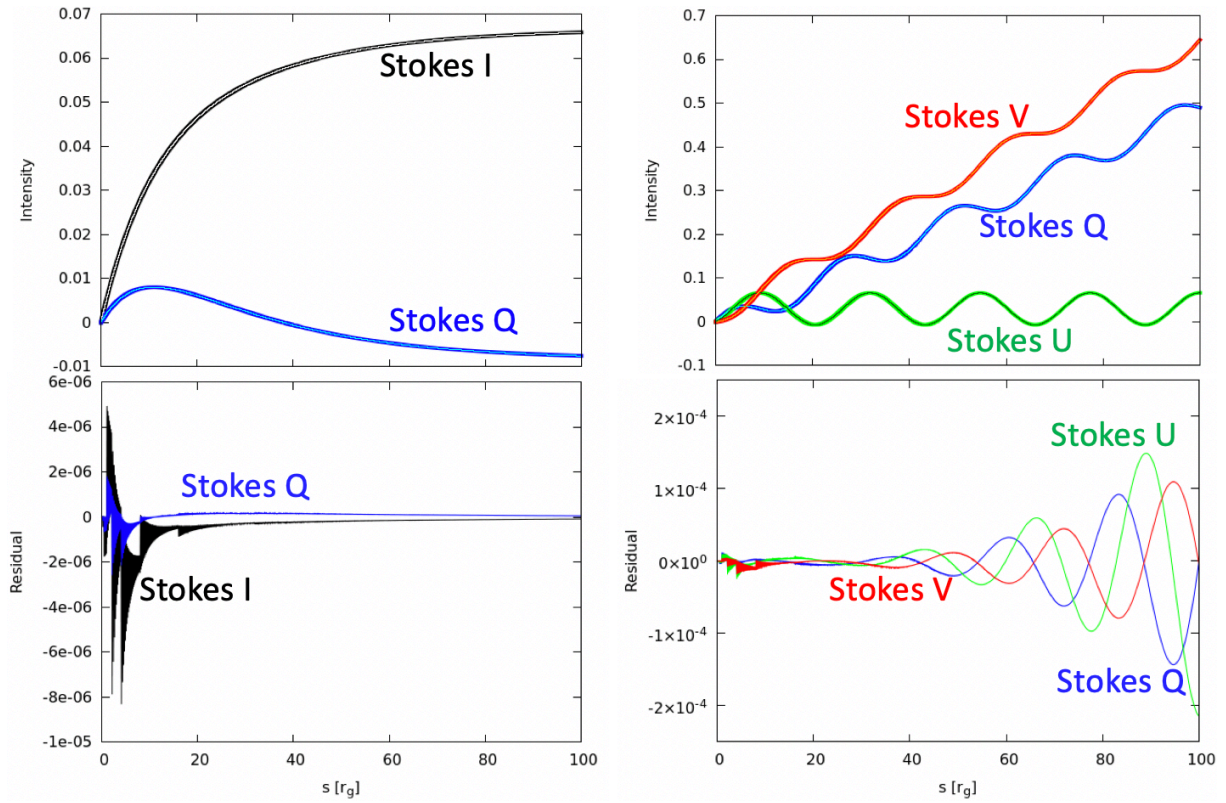 0.07
0.06
0.05
0.04
0.03
0.02
0.01
0
-0.01
Intensity
Stokes I
Stokes Q
0.7
0.6
0.5
0.4
0.3
0.2
0.1
0
-0.1
Intensity
Stokes V
Stokes Q
Stokes U
6e-06
4e-06
2e-06
0
-2e-06
-4e-06
-6e-06
-8e-06
-1e-05
Residual
Stokes Q
Stokes I
0 20 40 60 80 100
s [rg]
2×10-4
1×10-4
0×100
-1×10-4
-2×10-4
Residual
Stokes U
Stokes V
Stokes Q
0 20 40 60 80 100
s [rg]